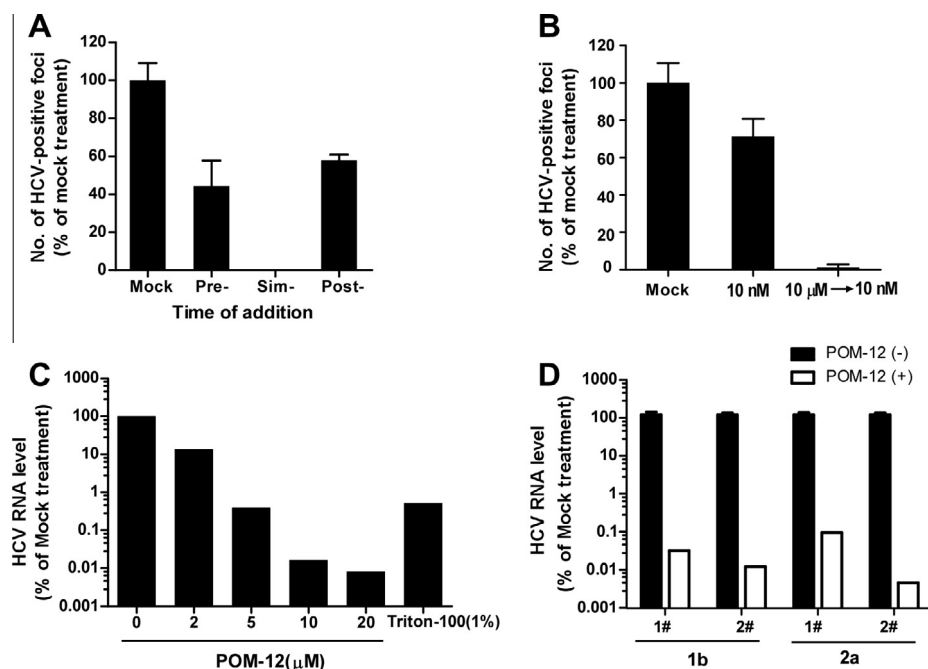 A
No. of HCV-positive foci
(% of mock treatment)
120
100
80
60
40
20
0
Mock Pre- Sim- Post-
Time of addition
B
No. of HCV-positive foci
(% of mock treatment)
120
100
80
60
40
20
0
Mock 10 nM 10 μM → 10 nM
C
HCV RNA level
(% of Mock treatment)
1000
100
10
1
0.1
0.01
0.001
0 2 5 10 20 Triton-100(1%)
POM-12(μM)
D
POM-12 (-)
POM-12 (+)
HCV RNA level
(% of Mock treatment)
1000
100
10
1
0.1
0.01
0.001
1# 2# 1# 2#
1b 2a